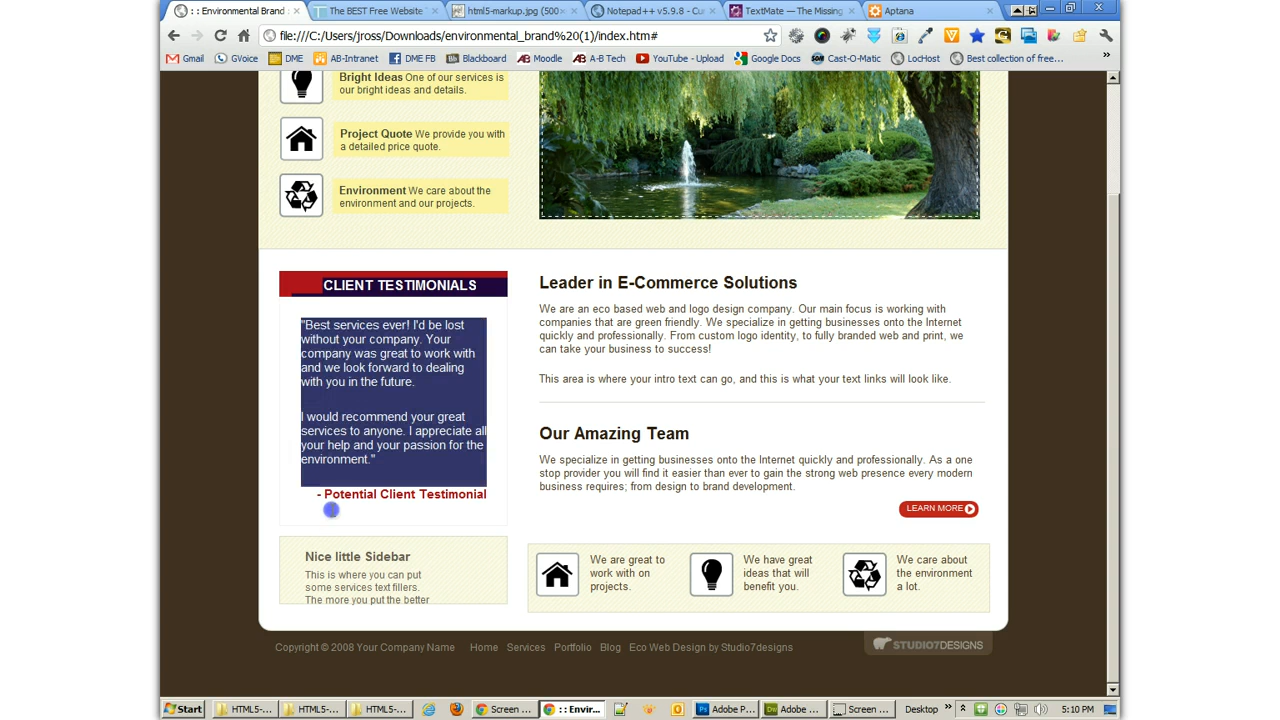 : : Environmental Brand
The BEST Free Website
html5-markup.jpg (500×
Notepad++ v5.9.8 - Cu
TextMate — The Missing
Aptana
file:///C:/Users/jross/Downloads/environmental_brand%20(1)/index.htm#
Gmail GVoice DME AB-Intranet DME FB Blackboard Moodle A-B Tech YouTube - Upload Google Docs Cast-O-Matic LocHost Best collection of free...
Bright Ideas One of our services is
our bright ideas and details.
Project Quote We provide you with
a detailed price quote.
Environment We care about the
environment and our projects.
CLIENT TESTIMONIALS
"Best services ever! I'd be lost
without your company. Your
company was great to work with
and we look forward to dealing
with you in the future.
I would recommend your great
services to anyone. I appreciate all
your help and your passion for the
environment."
- Potential Client Testimonial
Nice little Sidebar
This is where you can put
some services text fillers.
The more you put the better
Leader in E-Commerce Solutions
We are an eco based web and logo design company. Our main focus is working with
companies that are green friendly. We specialize in getting businesses onto the Internet
quickly and professionally. From custom logo identity, to fully branded web and print, we
can take your business to success!
This area is where your intro text can go, and this is what your text links will look like.
Our Amazing Team
We specialize in getting businesses onto the Internet quickly and professionally. As a one
stop provider you will find it easier than ever to gain the strong web presence every modern
business requires; from design to brand development.
LEARN MORE
We are great to
work with on
projects.
We have great
ideas that will
benefit you.
We care about
the environment
a lot.
Copyright © 2008 Your Company Name Home Services Portfolio Blog Eco Web Design by Studio7designs
STUDIO7DESIGNS
Start HTML5-... HTML5-... HTML5-... Screen ... : : Envir... Adobe P... Adobe ... Screen ... Desktop 5:10 PM